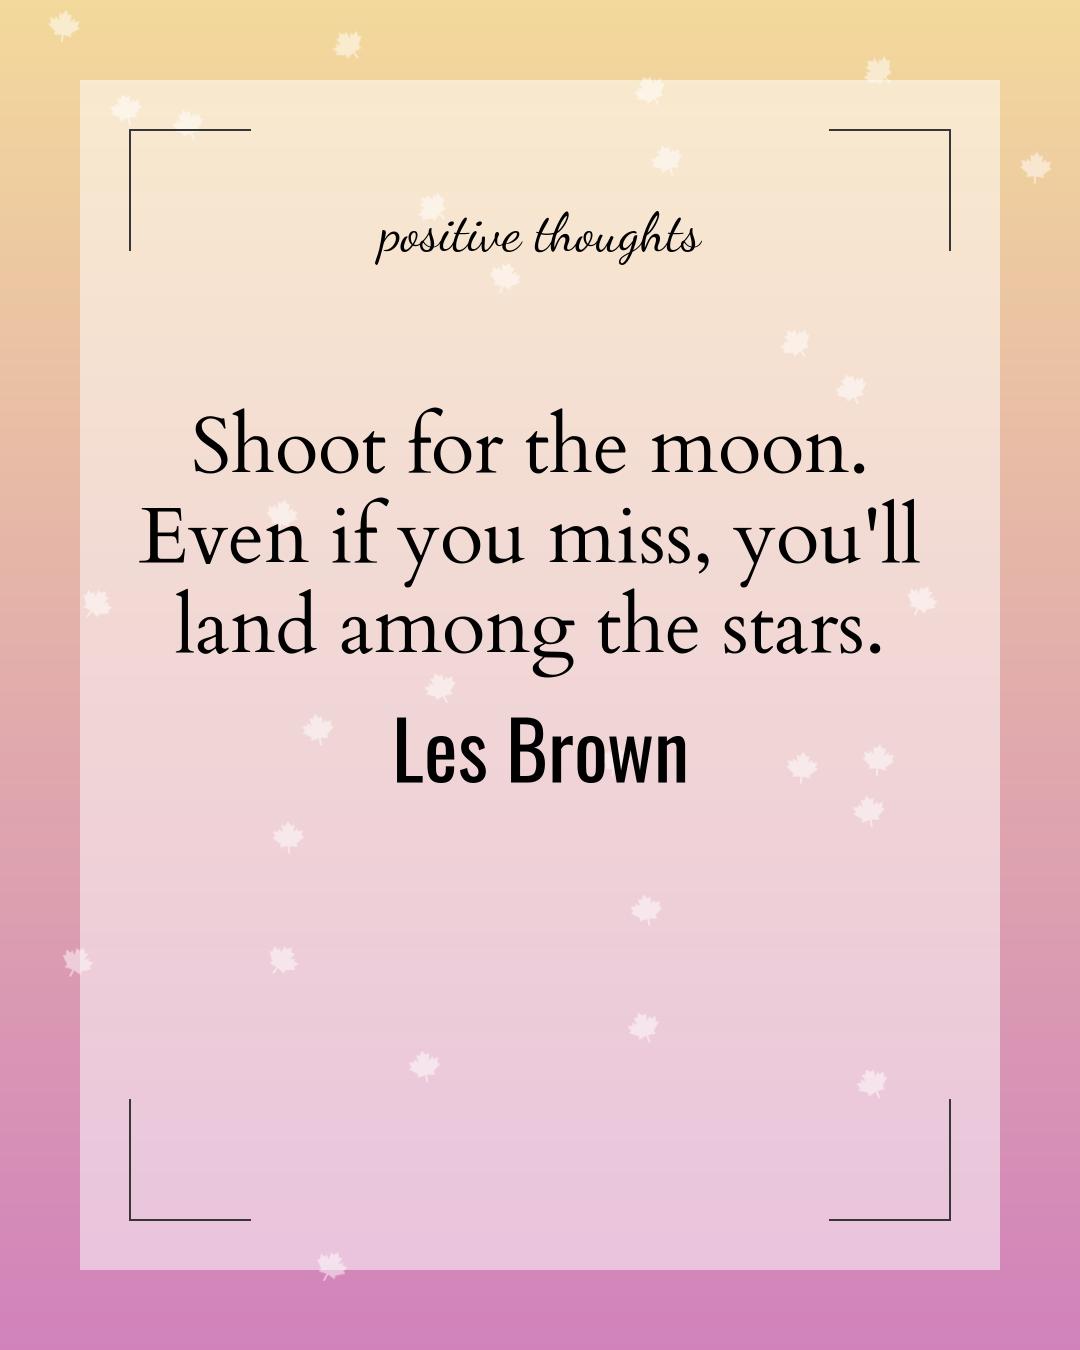 positive thoughts
Shoot for the moon.
Even if you miss, you'll
land among the stars.
Les Brown